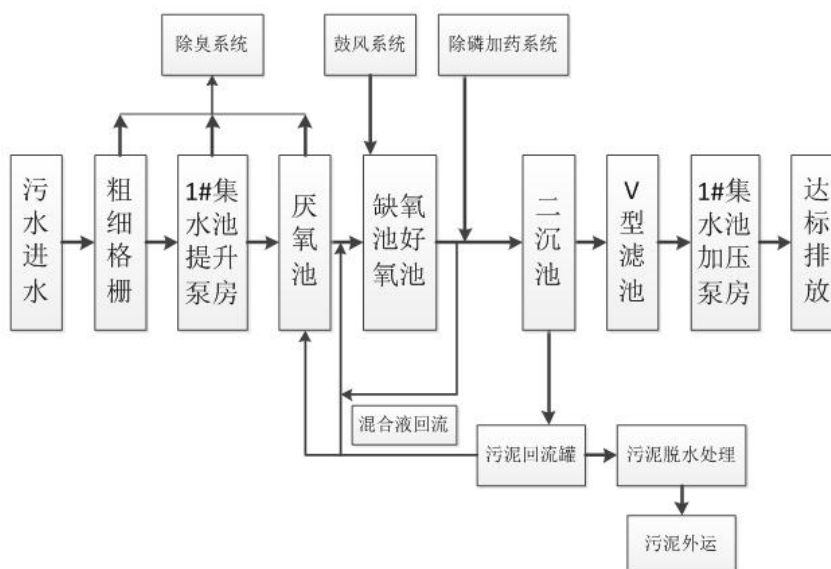 除臭系统
鼓风系统
除磷加药系统
污水进水
粗细格栅
1#集
水池
提升
泵房
厌氧池
缺氧
池好
氧池
二沉池
V型滤池
1#集
水池
加压
泵房
达标排放
混合液回流
污泥回流罐
污泥脱水处理
污泥外运